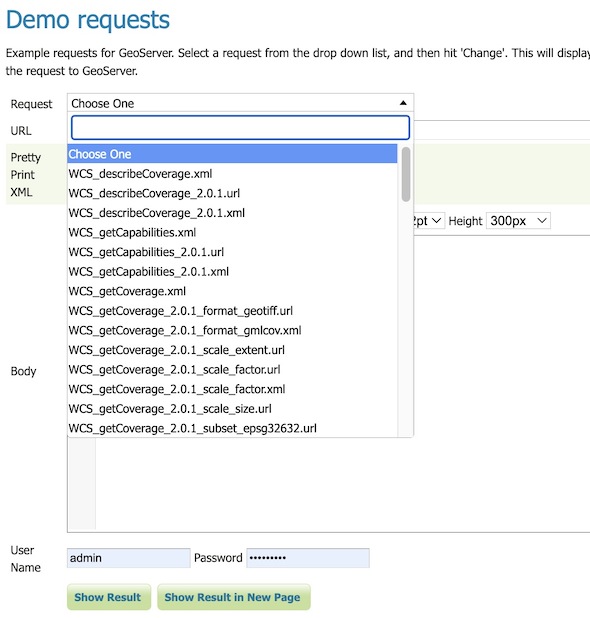 Demo requests
Example requests for GeoServer. Select a request from the drop down list, and then hit 'Change'. This will display
the request to GeoServer.
Request Choose One
URL
Choose One
Pretty
Print
XML
WCS_describeCoverage.xml
WCS_describeCoverage_2.0.1.url
WCS_describeCoverage_2.0.1.xml
2pt Height 300px
WCS_getCapabilities.xml
WCS_getCapabilities_2.0.1.url
WCS_getCapabilities_2.0.1.xml
WCS_getCoverage.xml
WCS_getCoverage_2.0.1_format_geotiff.url
WCS_getCoverage_2.0.1_format_gmlcov.xml
WCS_getCoverage_2.0.1_scale_extent.url
Body
WCS_getCoverage_2.0.1_scale_factor.url
WCS_getCoverage_2.0.1_scale_factor.xml
WCS_getCoverage_2.0.1_scale_size.url
WCS_getCoverage_2.0.1_subset_epsg32632.url
User
Name
admin Password •••••••••
Show Result Show Result in New Page